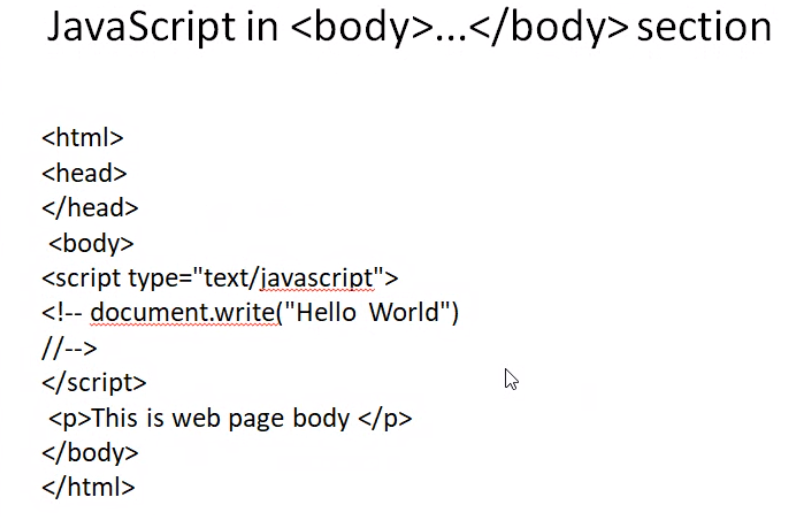 JavaScript in <body>...</body> section
<html>
<head>
</head>
<body>
<script type="text/javascript">
<!-- document.write("Hello World")
//-->
</script>
<p>This is web page body </p>
</body>
</html>